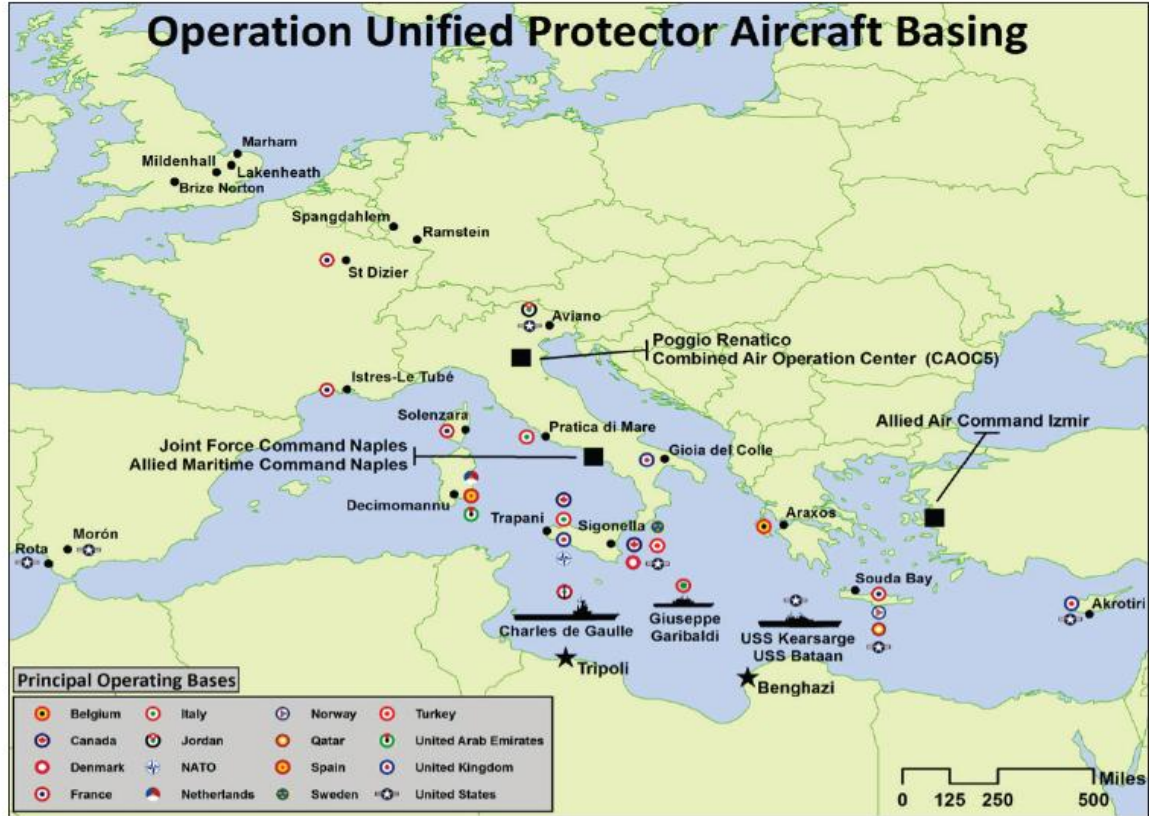 Operation Unified Protector Aircraft Basing
Marham
Mildenhall
Lakenheath
Brize Norton
Spangdahlem
Ramstein
St Dizier
Aviano
Poggio Renatico
Combined Air Operation Center (CAOC5)
Istres-Le Tubé
Solenzara
Pratica di Mare
Allied Air Command Izmir
Joint Force Command Naples
Allied Maritime Command Naples
Gioia del Colle
Decimomannu
Trapani
Sigonella
Araxos
Morón
Rota
Souda Bay
Akrotiri
Charles de Gaulle
Giuseppe
Garibaldi
USS Kearsarge
USS Bataan
Tripoli
Benghazi
Principal Operating Bases
Belgium Italy Norway Turkey
Canada Jordan Qatar United Arab Emirates
Denmark NATO Spain United Kingdom
France Netherlands Sweden United States
Miles
0 125 250 500